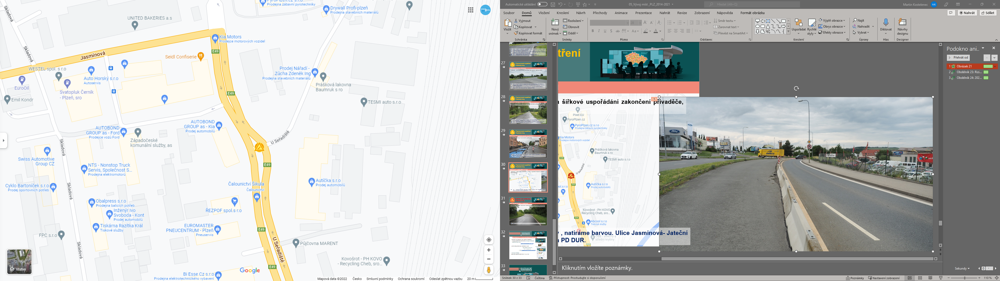 PyroPlzen.cz s.r.o
Prodejna zábavní pyrotechniky
Drywall Profi-plzeň
Prodejna stavebních materiálů
UNITED BAKERIES a.s
Skladová
Kia Motors
Prodejce motorových vozidel
E49
Jasmínová
Skladová
Seidl Confiserie
WESTEL spol. s r.o
Auto Horský s.r.o
Autoservis
EuroOil
Svatopluk Černík
- Plzeň, sro
Emil Kondr
Prodej Nářadí -
Zůcha Zdeněk Ing
Prodejna stavebních materiálů
Prášková lakovna
Baumruk s ro
E49
TESMI auto s.r.o
AUTOBOND
GROUP as - Kia
Prodej automobilů
AUTOBOND
GROUP as - Ford
Prodejce vozů Ford
Západočeské
komunální služby, as
U Seřadiště
Skladová
Swiss Automotive
Group CZ
NTS - Nonstop Truck
Servis, Společnost S...
Prodejna elektromotorů
E49
Čalounictví Šikula
Čalounictví
Autíčka s.r.o
Prodej automobilů
Cyklo Bartoníček s.r.o
Prodej sportovních potřeb
Skladová
Obalpress s.r.o
Prodejna balicích potřeb
Inženýr Ivo
Svoboda - Kont
Prodej automobilů
ŘEZPOF spol.s r.o
Tiskárna Razítka Král
Tiskové služby
EUROMASTER
PNEUCENTRUM - Plzeň
Pneuservis
E49
FPC s.r.o
Skladová
U Seřadiště
Půjčovna MARENT
Kovošrot - PH KOVO
- Recycling Cheb, sro...
Vrstvy
E49
Google
Bi Esse Cz s.r.o
Prodejna elektrotechnického vybavení
Mapová data ©2022 Česko Smluvní podmínky Ochrana soukromí Odeslat zpětnou vazbu 20 m
Automatické ukládání
05_Vývoj míst _PLZ_2014-2021
Hledat (Alt+Q)
Martin Kostelenec
MK
Soubor Domů Vložení Kreslení Návrh Přechody Animace Prezentace Nahrát Revize Zobrazení Nápověda Formát obrázku
Nahrát
Sdílet
Vložit
Vyjmout
Kopírovat
Kopírovat formát
Schránka
Nový
snímek
Rozložení
Obnovit
Oddíl
Snímky
Písmo
Směr textu
Zarovnat text
Převést na SmartArt
Odstavec
Uspořádat
Rychlé
styly
Výplň obrazce
Obrys obrazce
Efekty obrazce
Kreslení
Najít
Nahradit
Vybrat
Úpravy
Diktovat
Hlas
Návrhy
designu
Designer
27
28
29
30
31
32
33
tření
šířkové uspořádání zakončení přivaděče,
1
Pixel EU
PyroPlzen.cz
PyroPlzen.cz s.r.o
Prodejna zábavní pyrotechniky
Kia Motors
Prodejce motorových vozidel
Prášková lakovna
Baumruk s ro
TESMI auto s.r.o
U Seřadiště
Autíčka s.r.o
Prodej automobilů
Kovošrot - PH KOVO
Recycling Cheb, sro...
Abcool s.r.o
Tiskové služby
, natíráme barvou. Ulice Jasmínová- Jateční
PD DUR.
Ford
Podokno ani..
Přehrát od
1 Obrázek 21
2 Obdélník 23: Rizi...
3 Obdélník 24: 202...
Sekundy
0
Kliknutím vložíte poznámky.
Snímek 30 z 33
Čeština
Přístupnost: Prostudujte si doporučení
Poznámky
Nastavení zobrazení
110 %